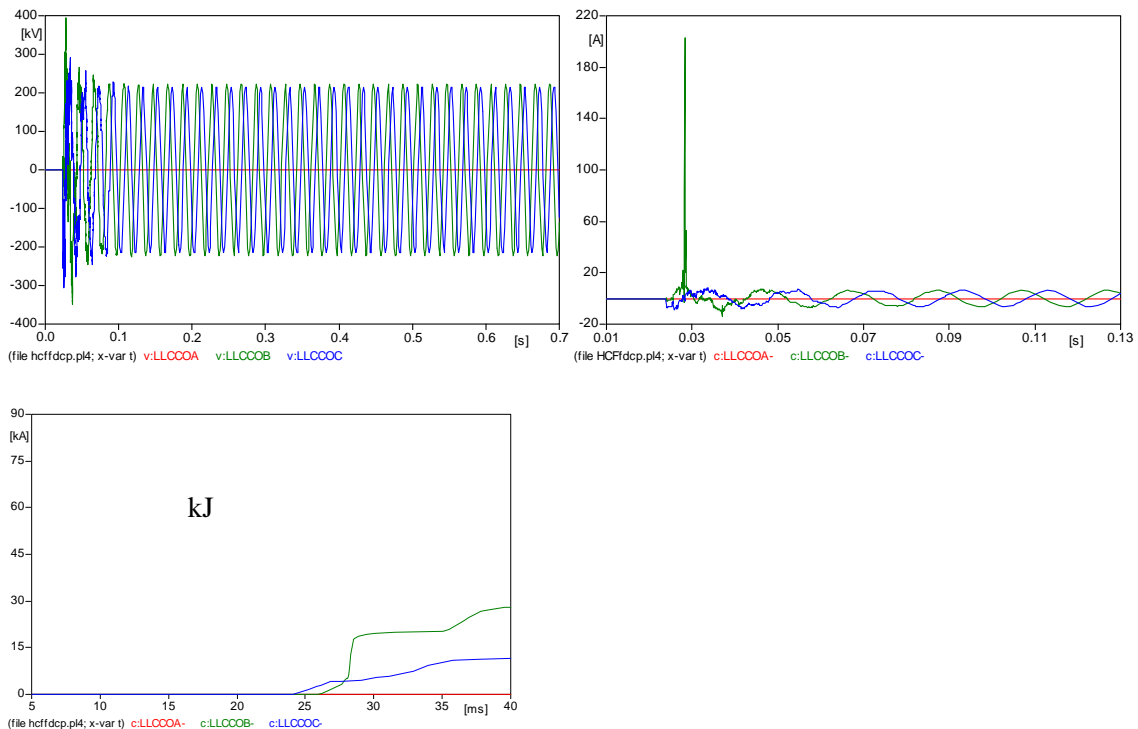 400
[kV]
300
200
100
0
-100
-200
-300
-400
0.0 0.1 0.2 0.3 0.4 0.5 0.6 [s] 0.7
(file hcffdcp.pl4; x-var t) v:LLCCOA v:LLCCOB v:LLCCOC
220
[A]
180
140
100
60
20
-20
0.01 0.03 0.05 0.07 0.09 0.11 [s] 0.13
(file HCFfdcp.pl4; x-var t) c:LLCCOA- c:LLCCOB- c:LLCCOC-
90
[kA]
75
60
45
30
15
0
kJ
5 10 15 20 25 30 35 [ms] 40
(file hcffdcp.pl4; x-var t) c:LLCCOA- c:LLCCOB- c:LLCCOC-